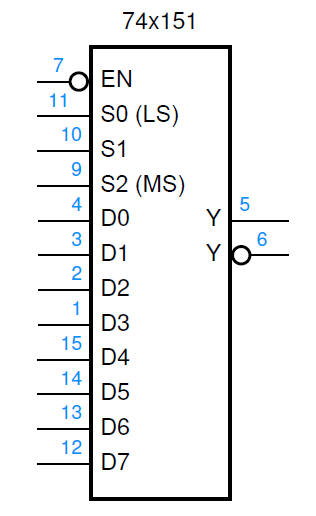 74x151
7 EN
11 S0 (LS)
10 S1
9 S2 (MS)
4 D0 Y 5
3 D1 Y 6
2 D2
1 D3
15 D4
14 D5
13 D6
12 D7